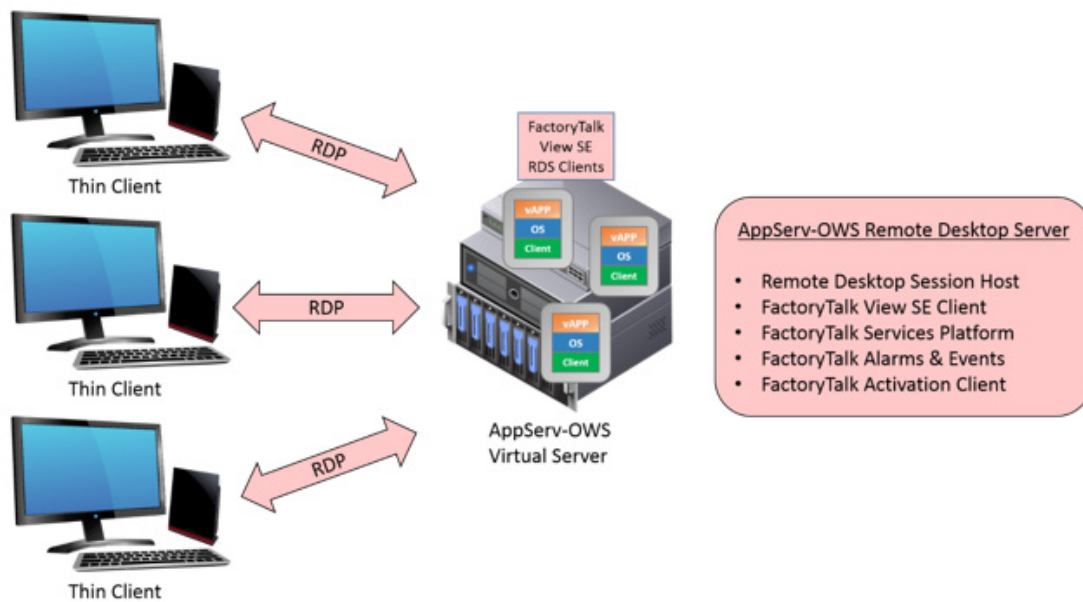 RDP
Thin Client
RDP
Thin Client
RDP
Thin Client
FactoryTalk
View SE
RDS Clients
vAPP
OS
Client
vAPP
OS
Client
vAPP
OS
Client
AppServ-OWS
Virtual Server
AppServ-OWS Remote Desktop Server
• Remote Desktop Session Host
• FactoryTalk View SE Client
• FactoryTalk Services Platform
• FactoryTalk Alarms & Events
• FactoryTalk Activation Client